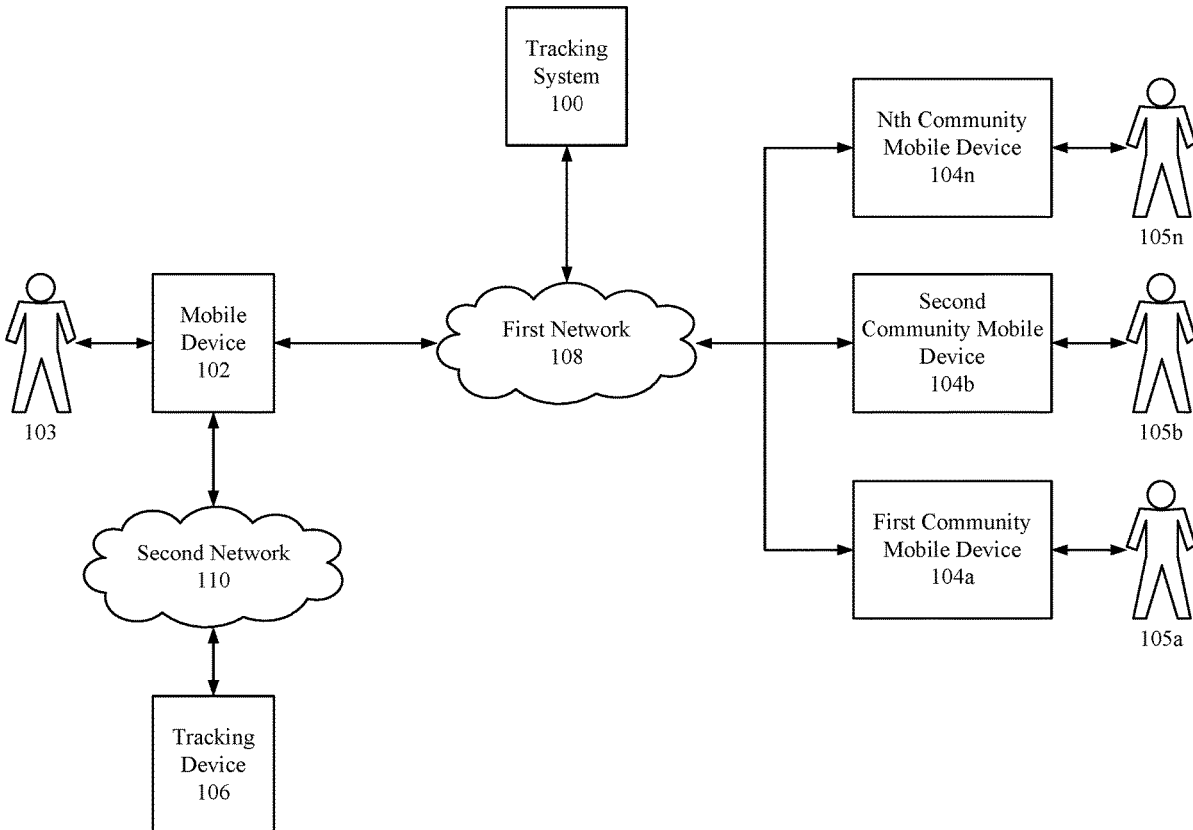 Tracking
System
100
Nth Community
Mobile Device
104n
105n
Mobile
Device
102
103
First Network
108
Second
Community Mobile
Device
104b
105b
Second Network
110
First Community
Mobile Device
104a
105a
Tracking
Device
106